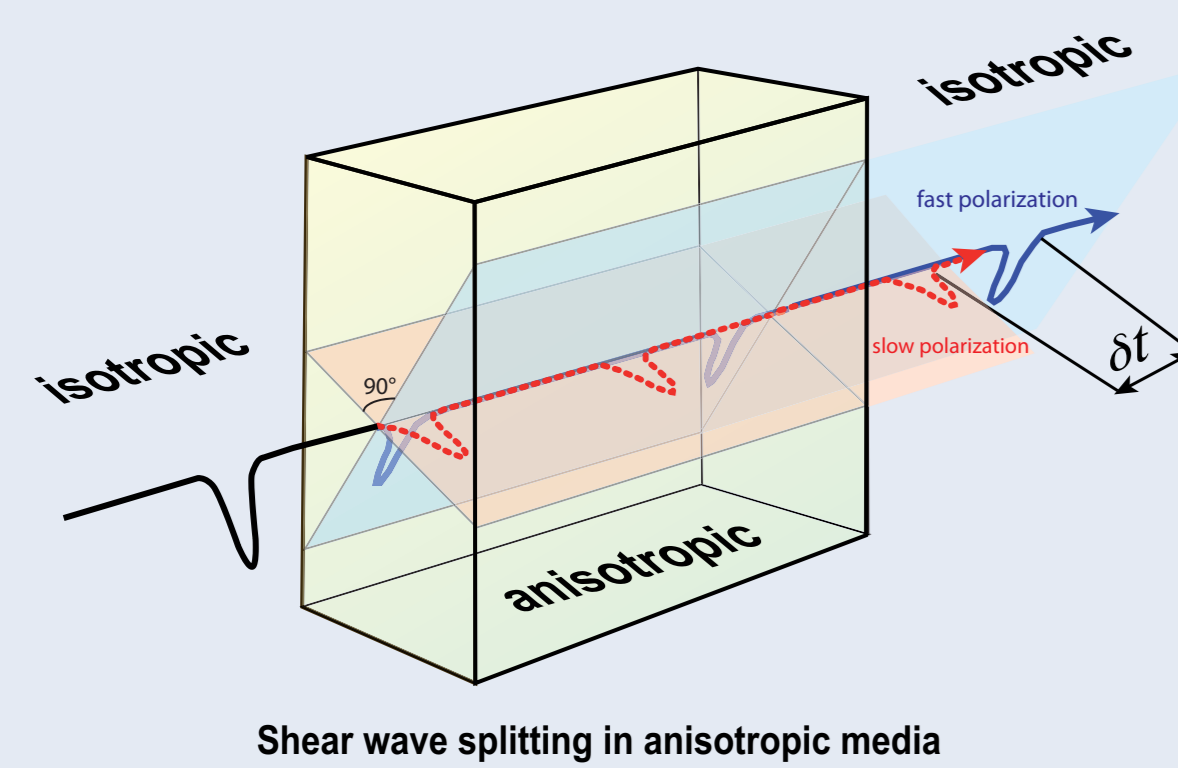 isotropic
fast polarization
isotropic
slow polarization
δt
90°
anisotropic
Shear wave splitting in anisotropic media